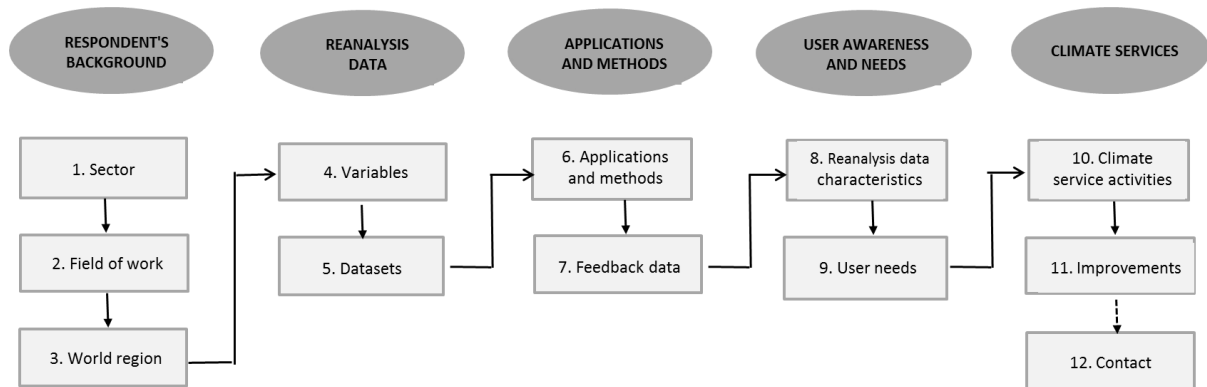 RESPONDENT'S
BACKGROUND
REANALYSIS
DATA
APPLICATIONS
AND METHODS
USER AWARENESS
AND NEEDS
CLIMATE SERVICES
1. Sector
2. Field of work
3. World region
4. Variables
5. Datasets
6. Applications
and methods
7. Feedback data
8. Reanalysis data
characteristics
9. User needs
10. Climate
service activities
11. Improvements
12. Contact